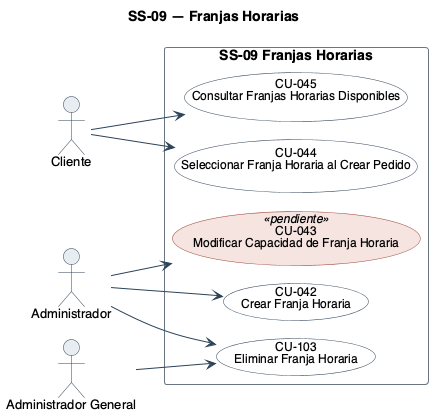 SS-09 — Franjas Horarias
SS-09 Franjas Horarias
CU-045
Consultar Franjas Horarias Disponibles
Cliente
CU-044
Seleccionar Franja Horaria al Crear Pedido
«pendiente»
CU-043
Modificar Capacidad de Franja Horaria
Administrador
CU-042
Crear Franja Horaria
CU-103
Eliminar Franja Horaria
Administrador General